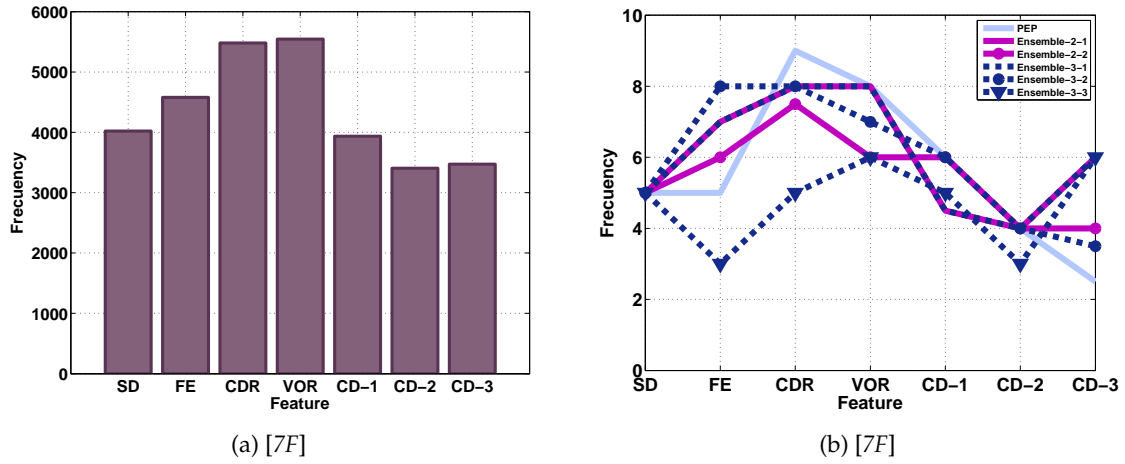 6000
5000
4000
3000
2000
1000
0
Frecuency
SD FE CDR VOR CD−1 CD−2 CD−3
Feature
(a) [7F]
10
8
6
4
2
0
Frecuency
PEP
Ensemble−2−1
Ensemble−2−2
Ensemble−3−1
Ensemble−3−2
Ensemble−3−3
SD FE CDR VOR CD−1 CD−2 CD−3
Feature
(b) [7F]